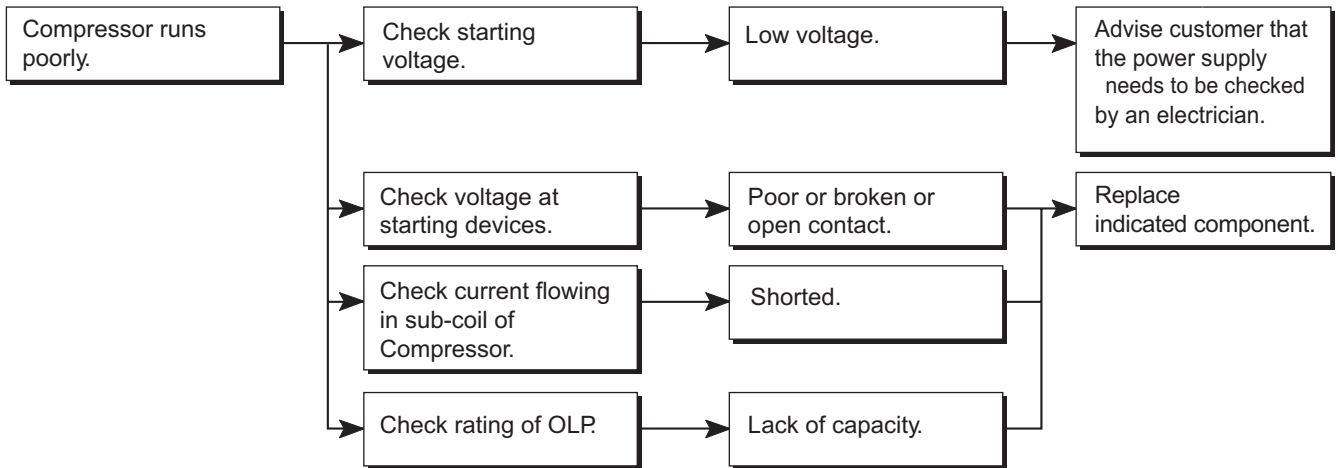 Compressor runs
poorly.
Check starting
voltage.
Low voltage.
Advise customer that
the power supply
needs to be checked
by an electrician.
Check voltage at
starting devices.
Poor or broken or
open contact.
Replace
indicated component.
Check current flowing
in sub-coil of
Compressor.
Shorted.
Check rating of OLP.
Lack of capacity.